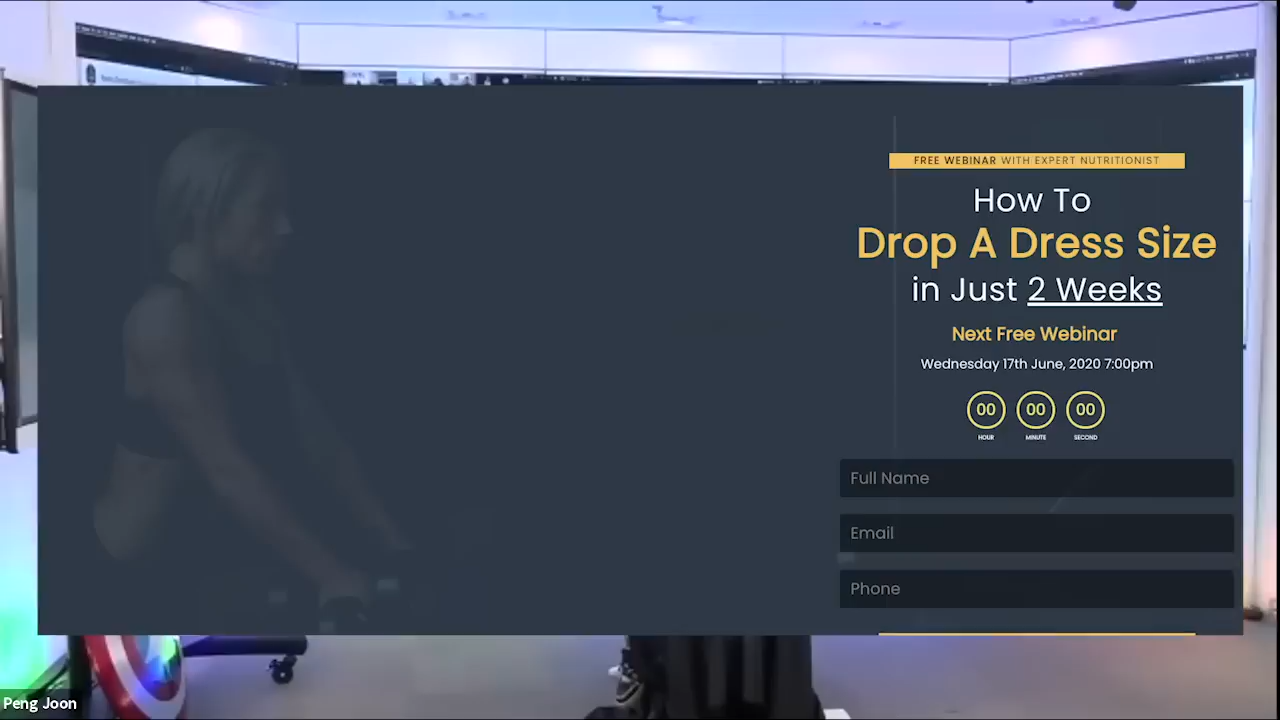 FREE WEBINAR WITH EXPERT NUTRITIONIST
How To
Drop A Dress Size
in Just 2 Weeks
Next Free Webinar
Wednesday 17th June, 2020 7:00pm
00 00 00
HOUR MINUTE SECOND
Full Name
Email
Phone
Peng Joon